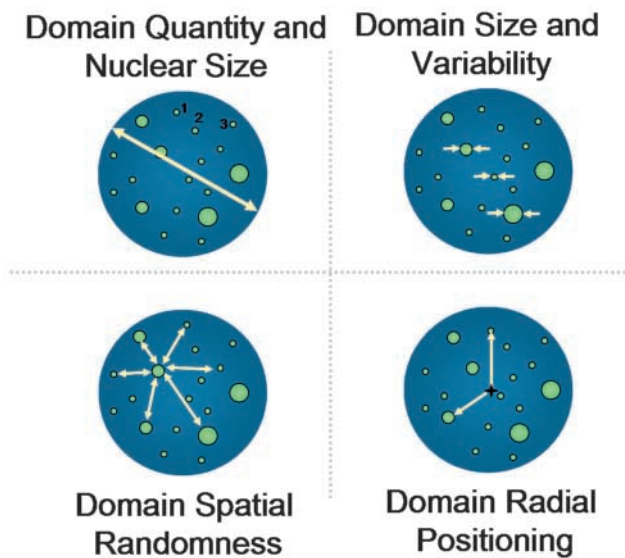 Domain Quantity and
Nuclear Size
Domain Size and
Variability
1
2
3
Domain Spatial
Randomness
Domain Radial
Positioning